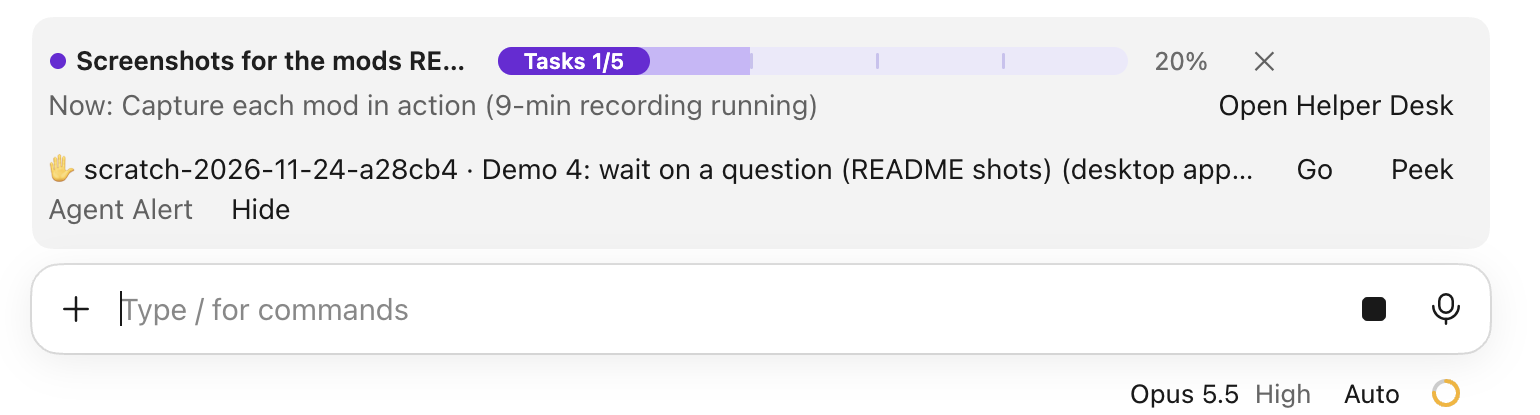 Screenshots for the mods RE... Tasks 1/5 20%
Now: Capture each mod in action (9-min recording running) Open Helper Desk
scratch-2026-11-24-a28cb4 · Demo 4: wait on a question (README shots) (desktop app... Go Peek
Agent Alert Hide
Type / for commands
Opus 5.5 High Auto